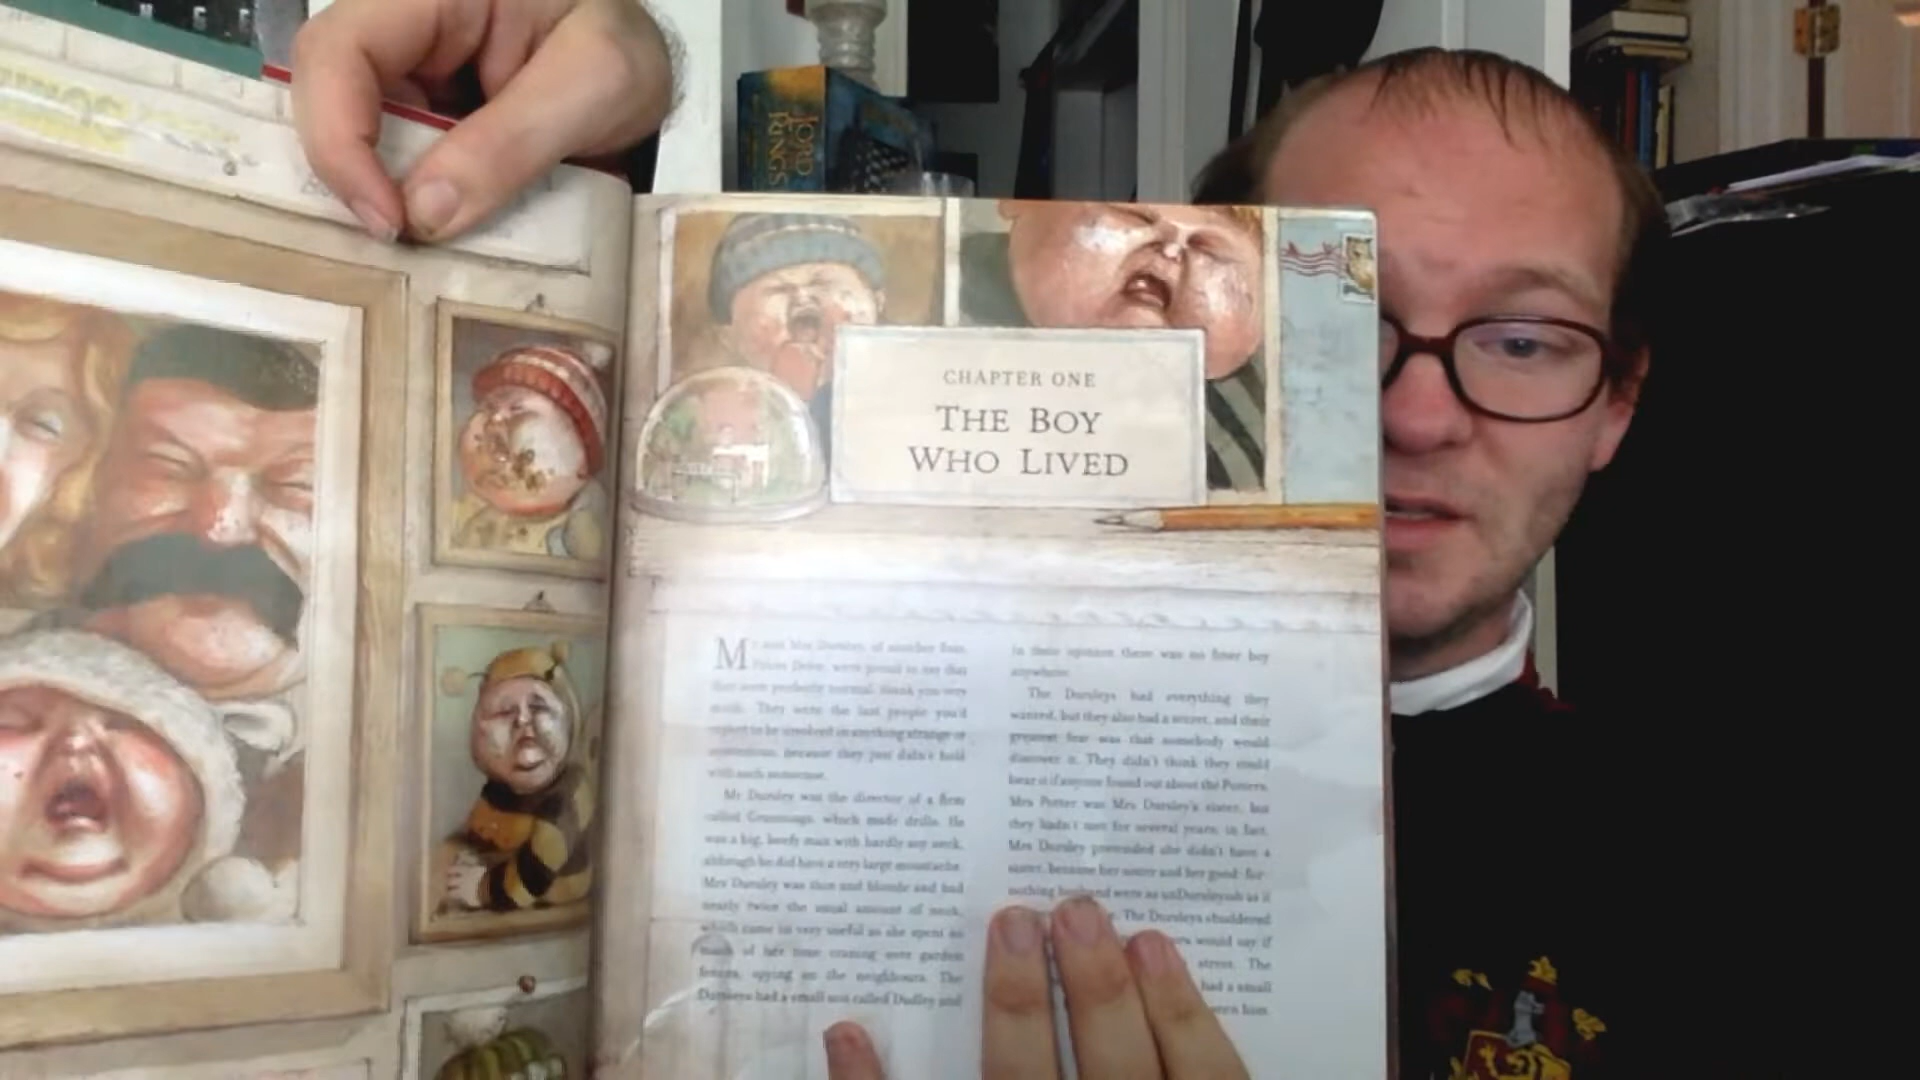 LORD
RINGS
CHAPTER ONE
THE BOY
WHO LIVED
Mr and Mrs Dursley, of number four,
Privet Drive, were proud to say that
they were perfectly normal, thank you very
much. They were the last people you'd
expect to be involved in anything strange or
mysterious, because they just didn't hold
with such nonsense.
Mr Dursley was the director of a firm
called Grunnings, which made drills. He
was a big, beefy man with hardly any neck,
although he did have a very large moustache.
Mrs Dursley was thin and blonde and had
nearly twice the usual amount of neck,
which came in very useful as she spent so
much of her time craning over garden
fences, spying on the neighbours. The
Dursleys had a small son called Dudley and
in their opinion there was no finer boy
anywhere.
The Dursleys had everything they
wanted, but they also had a secret, and their
greatest fear was that somebody would
discover it. They didn't think they could
bear it if anyone found out about the Potters.
Mrs Potter was Mrs Dursley's sister, but
they hadn't met for several years; in fact,
Mrs Dursley pretended she didn't have a
sister, because her sister and her good-for-
nothing husband were as unDursleyish as it
The Dursleys shuddered
would say if
street. The
had a small
seen him.